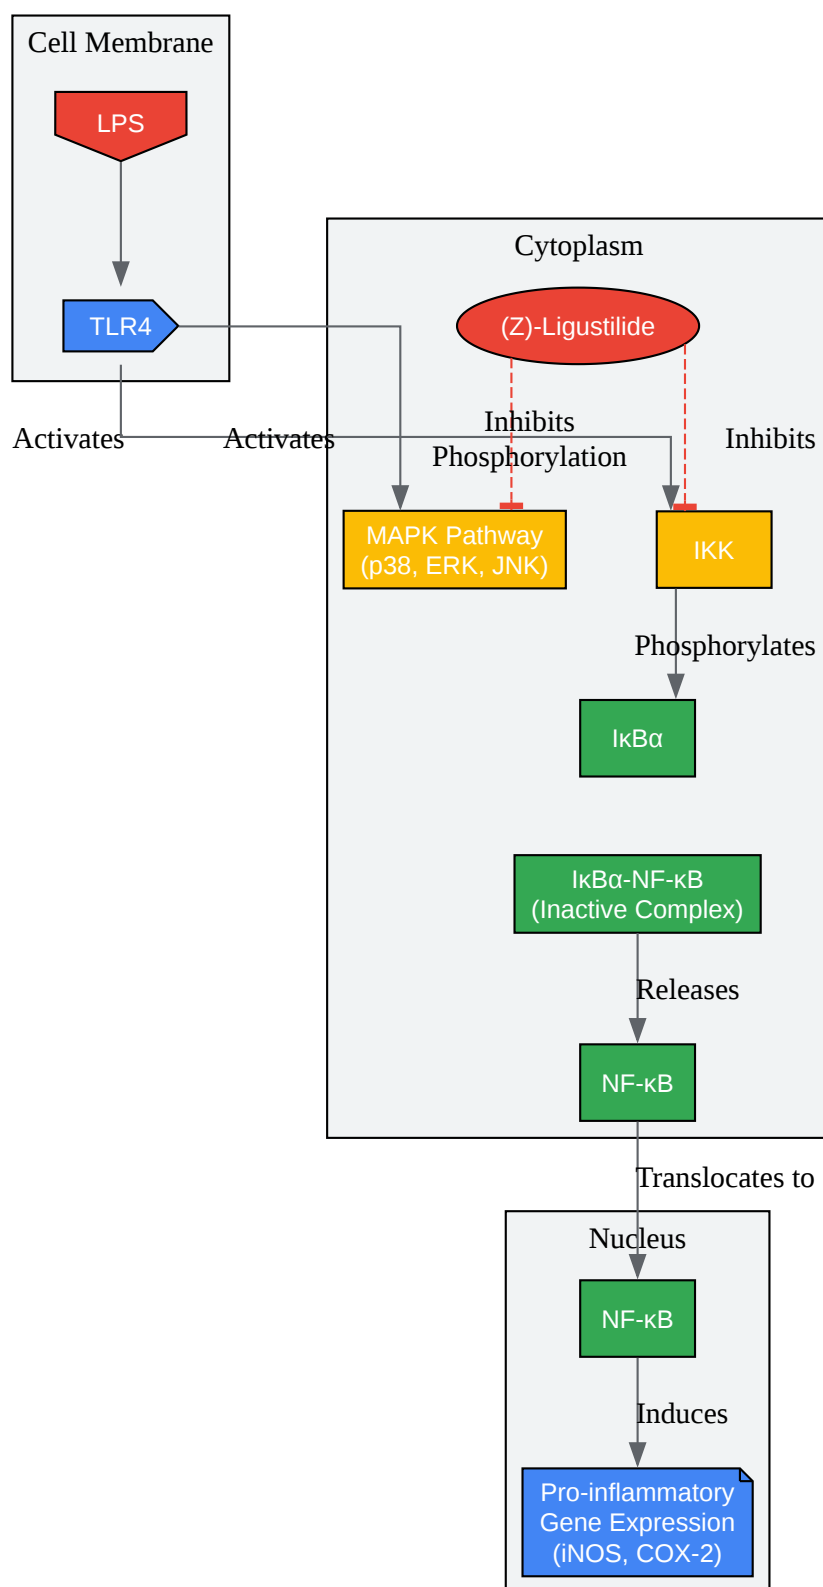 Cell Membrane
LPS
TLR4
Cytoplasm
(Z)-Ligustilide
Activates
Activates
Inhibits
Phosphorylation
Inhibits
MAPK Pathway
(p38, ERK, JNK)
IKK
Phosphorylates
IκBα
IκBα-NF-κB
(Inactive Complex)
Releases
NF-κB
Translocates to
Nucleus
NF-κB
Induces
Pro-inflammatory
Gene Expression
(iNOS, COX-2)